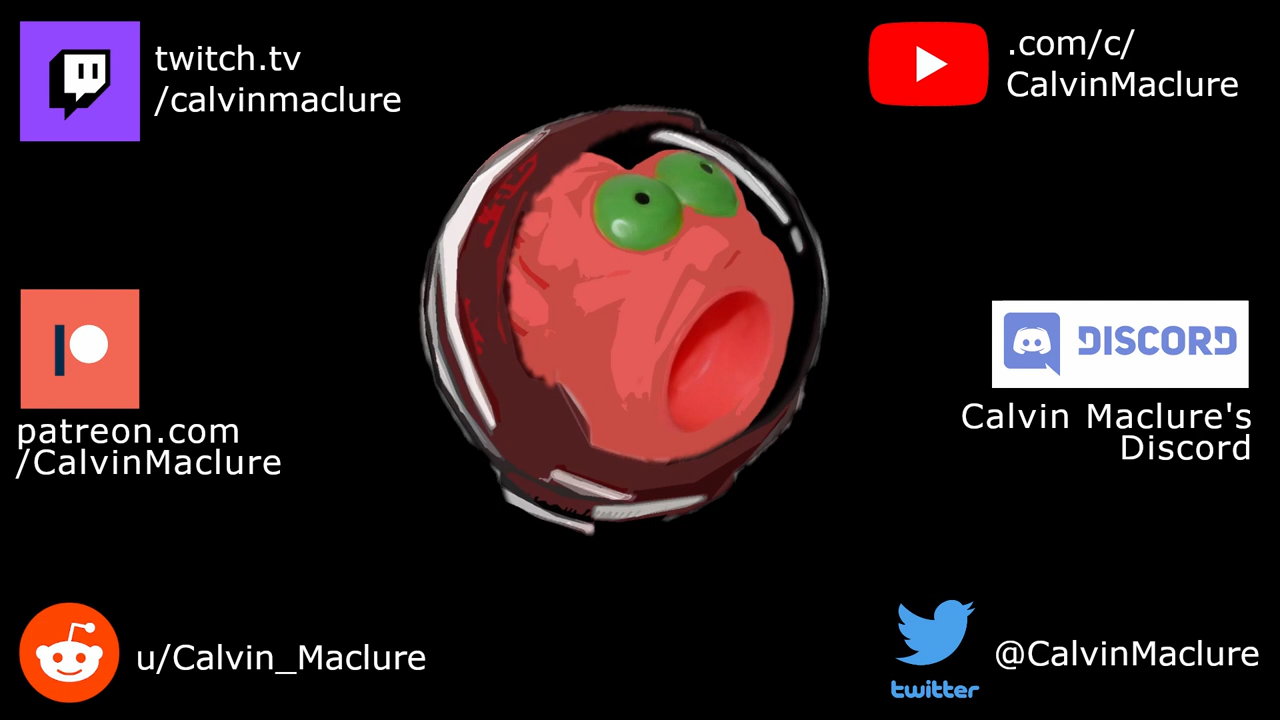 twitch.tv
/calvinmaclure
.com/c/
CalvinMaclure
patreon.com
/CalvinMaclure
DISCORD
Calvin Maclure's
Discord
u/Calvin_Maclure
twitter
@CalvinMaclure